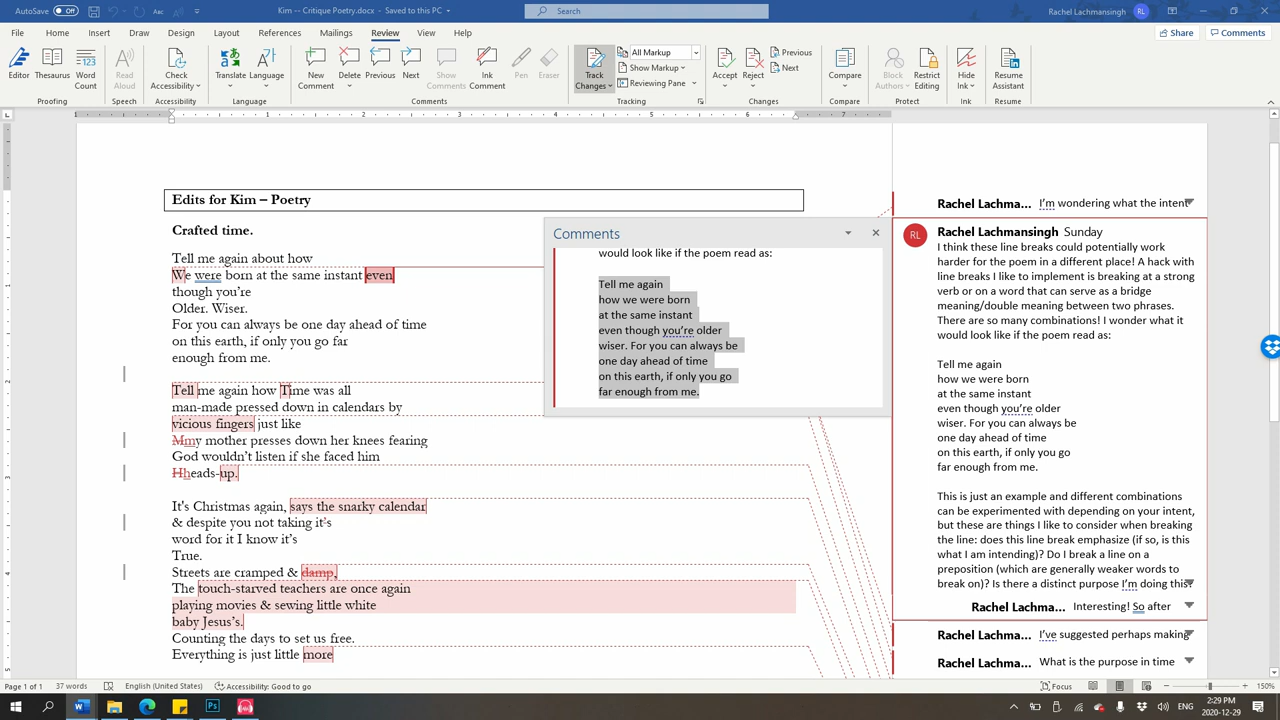 AutoSave Off
Kim -- Critique Poetry.docx - Saved to this PC
Search
Rachel Lachmansingh RL
File Home Insert Draw Design Layout References Mailings Review View Help
Share Comments
Editor Thesaurus Word Count
Read Aloud
Check Accessibility
Translate Language
New Comment Delete Previous Next Show Comments Ink Comment Pen Eraser
Track Changes All Markup
Show Markup
Reviewing Pane
Accept Reject Previous
Next
Compare
Block Authors Restrict Editing
Hide Ink
Resume Assistant
Proofing Speech Accessibility Language Comments Tracking Changes Compare Protect Ink Resume
1 2 3 4 5 6 7
Edits for Kim – Poetry
Crafted time.
Tell me again about how
We were born at the same instant even
though you’re
Older. Wiser.
For you can always be one day ahead of time
on this earth, if only you go far
enough from me.
Tell me again how Time was all
man-made pressed down in calendars by
vicious fingers just like
Mmy mother presses down her knees fearing
God wouldn’t listen if she faced him
Hheads-up.
It's Christmas again, says the snarky calendar
& despite you not taking it’s
word for it I know it’s
True.
Streets are cramped & damp,
The touch-starved teachers are once again
playing movies & sewing little white
baby Jesus’s.
Counting the days to set us free.
Everything is just little more
Comments
would look like if the poem read as:
Tell me again
how we were born
at the same instant
even though you’re older
wiser. For you can always be
one day ahead of time
on this earth, if only you go
far enough from me.
Rachel Lachma... I’m wondering what the intent
RL Rachel Lachmansingh Sunday
I think these line breaks could potentially work
harder for the poem in a different place! A hack with
line breaks I like to implement is breaking at a strong
verb or on a word that can serve as a bridge
meaning/double meaning between two phrases.
There are so many combinations! I wonder what it
would look like if the poem read as:
Tell me again
how we were born
at the same instant
even though you’re older
wiser. For you can always be
one day ahead of time
on this earth, if only you go
far enough from me.
This is just an example and different combinations
can be experimented with depending on your intent,
but these are things I like to consider when breaking
the line: does this line break emphasize (if so, is this
what I am intending)? Do I break a line on a
preposition (which are generally weaker words to
break on)? Is there a distinct purpose I’m doing this?
Rachel Lachma... Interesting! So after
Rachel Lachma... I’ve suggested perhaps making
Rachel Lachma... What is the purpose in time
Page 1 of 1 37 words English (United States) Accessibility: Good to go
Focus 150%
ENG 2:29 PM
2020-12-29